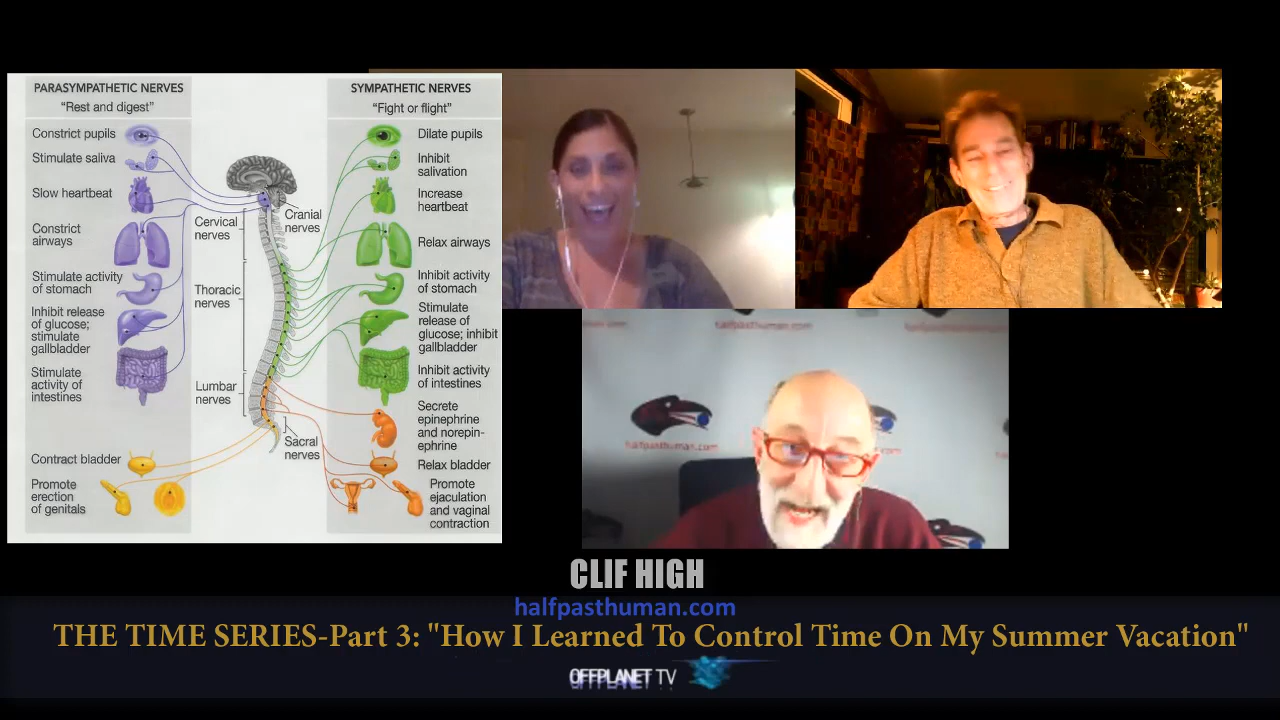 PARASYMPATHETIC NERVES
"Rest and digest"
Constrict pupils
Stimulate saliva
Slow heartbeat
Constrict
airways
Stimulate activity
of stomach
Inhibit release
of glucose;
stimulate
gallbladder
Stimulate
activity of
intestines
Contract bladder
Promote
erection
of genitals
Cervical
nerves
Cranial
nerves
Thoracic
nerves
Lumbar
nerves
Sacral
nerves
SYMPATHETIC NERVES
"Fight or flight"
Dilate pupils
Inhibit
salivation
Increase
heartbeat
Relax airways
Inhibit activity
of stomach
Stimulate
release of
glucose; inhibit
gallbladder
Inhibit activity
of intestines
Secrete
epinephrine
and norepin-
ephrine
Relax bladder
Promote
ejaculation
and vaginal
contraction
halfpasthuman.com
CLIF HIGH
halfpasthuman.com
THE TIME SERIES-Part 3: "How I Learned To Control Time On My Summer Vacation"
OFFPLANET TV